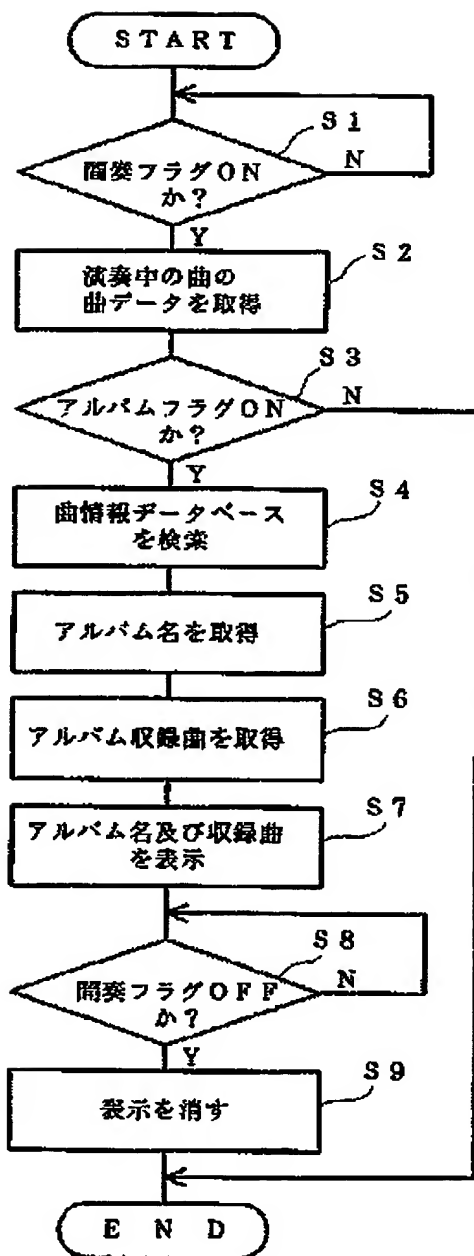 START
S1
間奏フラグON
か?
N
Y
S2
演奏中の曲の
曲データを取得
S3
アルバムフラグON
か?
N
Y
S4
曲情報データベース
を検索
S5
アルバム名を取得
S6
アルバム収録曲を取得
S7
アルバム名及び収録曲
を表示
S8
間奏フラグOFF
か?
N
Y
S9
表示を消す
END